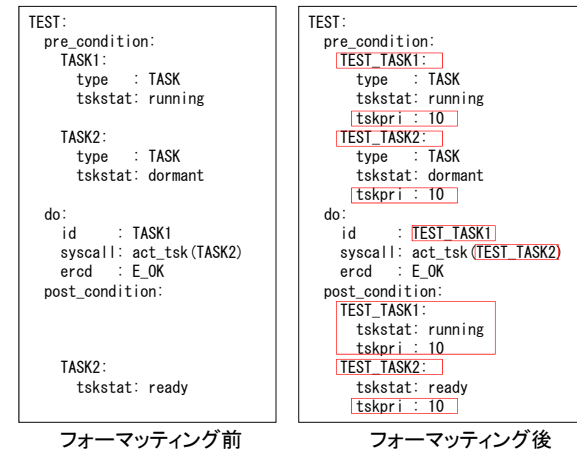 TEST:
  pre_condition:
    TASK1:
      type   : TASK
      tskstat: running
    TASK2:
      type   : TASK
      tskstat: dormant
  do:
    id     : TASK1
    syscall: act_tsk(TASK2)
    ercd   : E_OK
  post_condition:
    TASK2:
      tskstat: ready
フォーマッティング前
TEST:
  pre_condition:
    TEST_TASK1:
      type   : TASK
      tskstat: running
      tskpri : 10
    TEST_TASK2:
      type   : TASK
      tskstat: dormant
      tskpri : 10
  do:
    id     : TEST_TASK1
    syscall: act_tsk(TEST_TASK2)
    ercd   : E_OK
  post_condition:
    TEST_TASK1:
      tskstat: running
      tskpri : 10
    TEST_TASK2:
      tskstat: ready
      tskpri : 10
フォーマッティング後